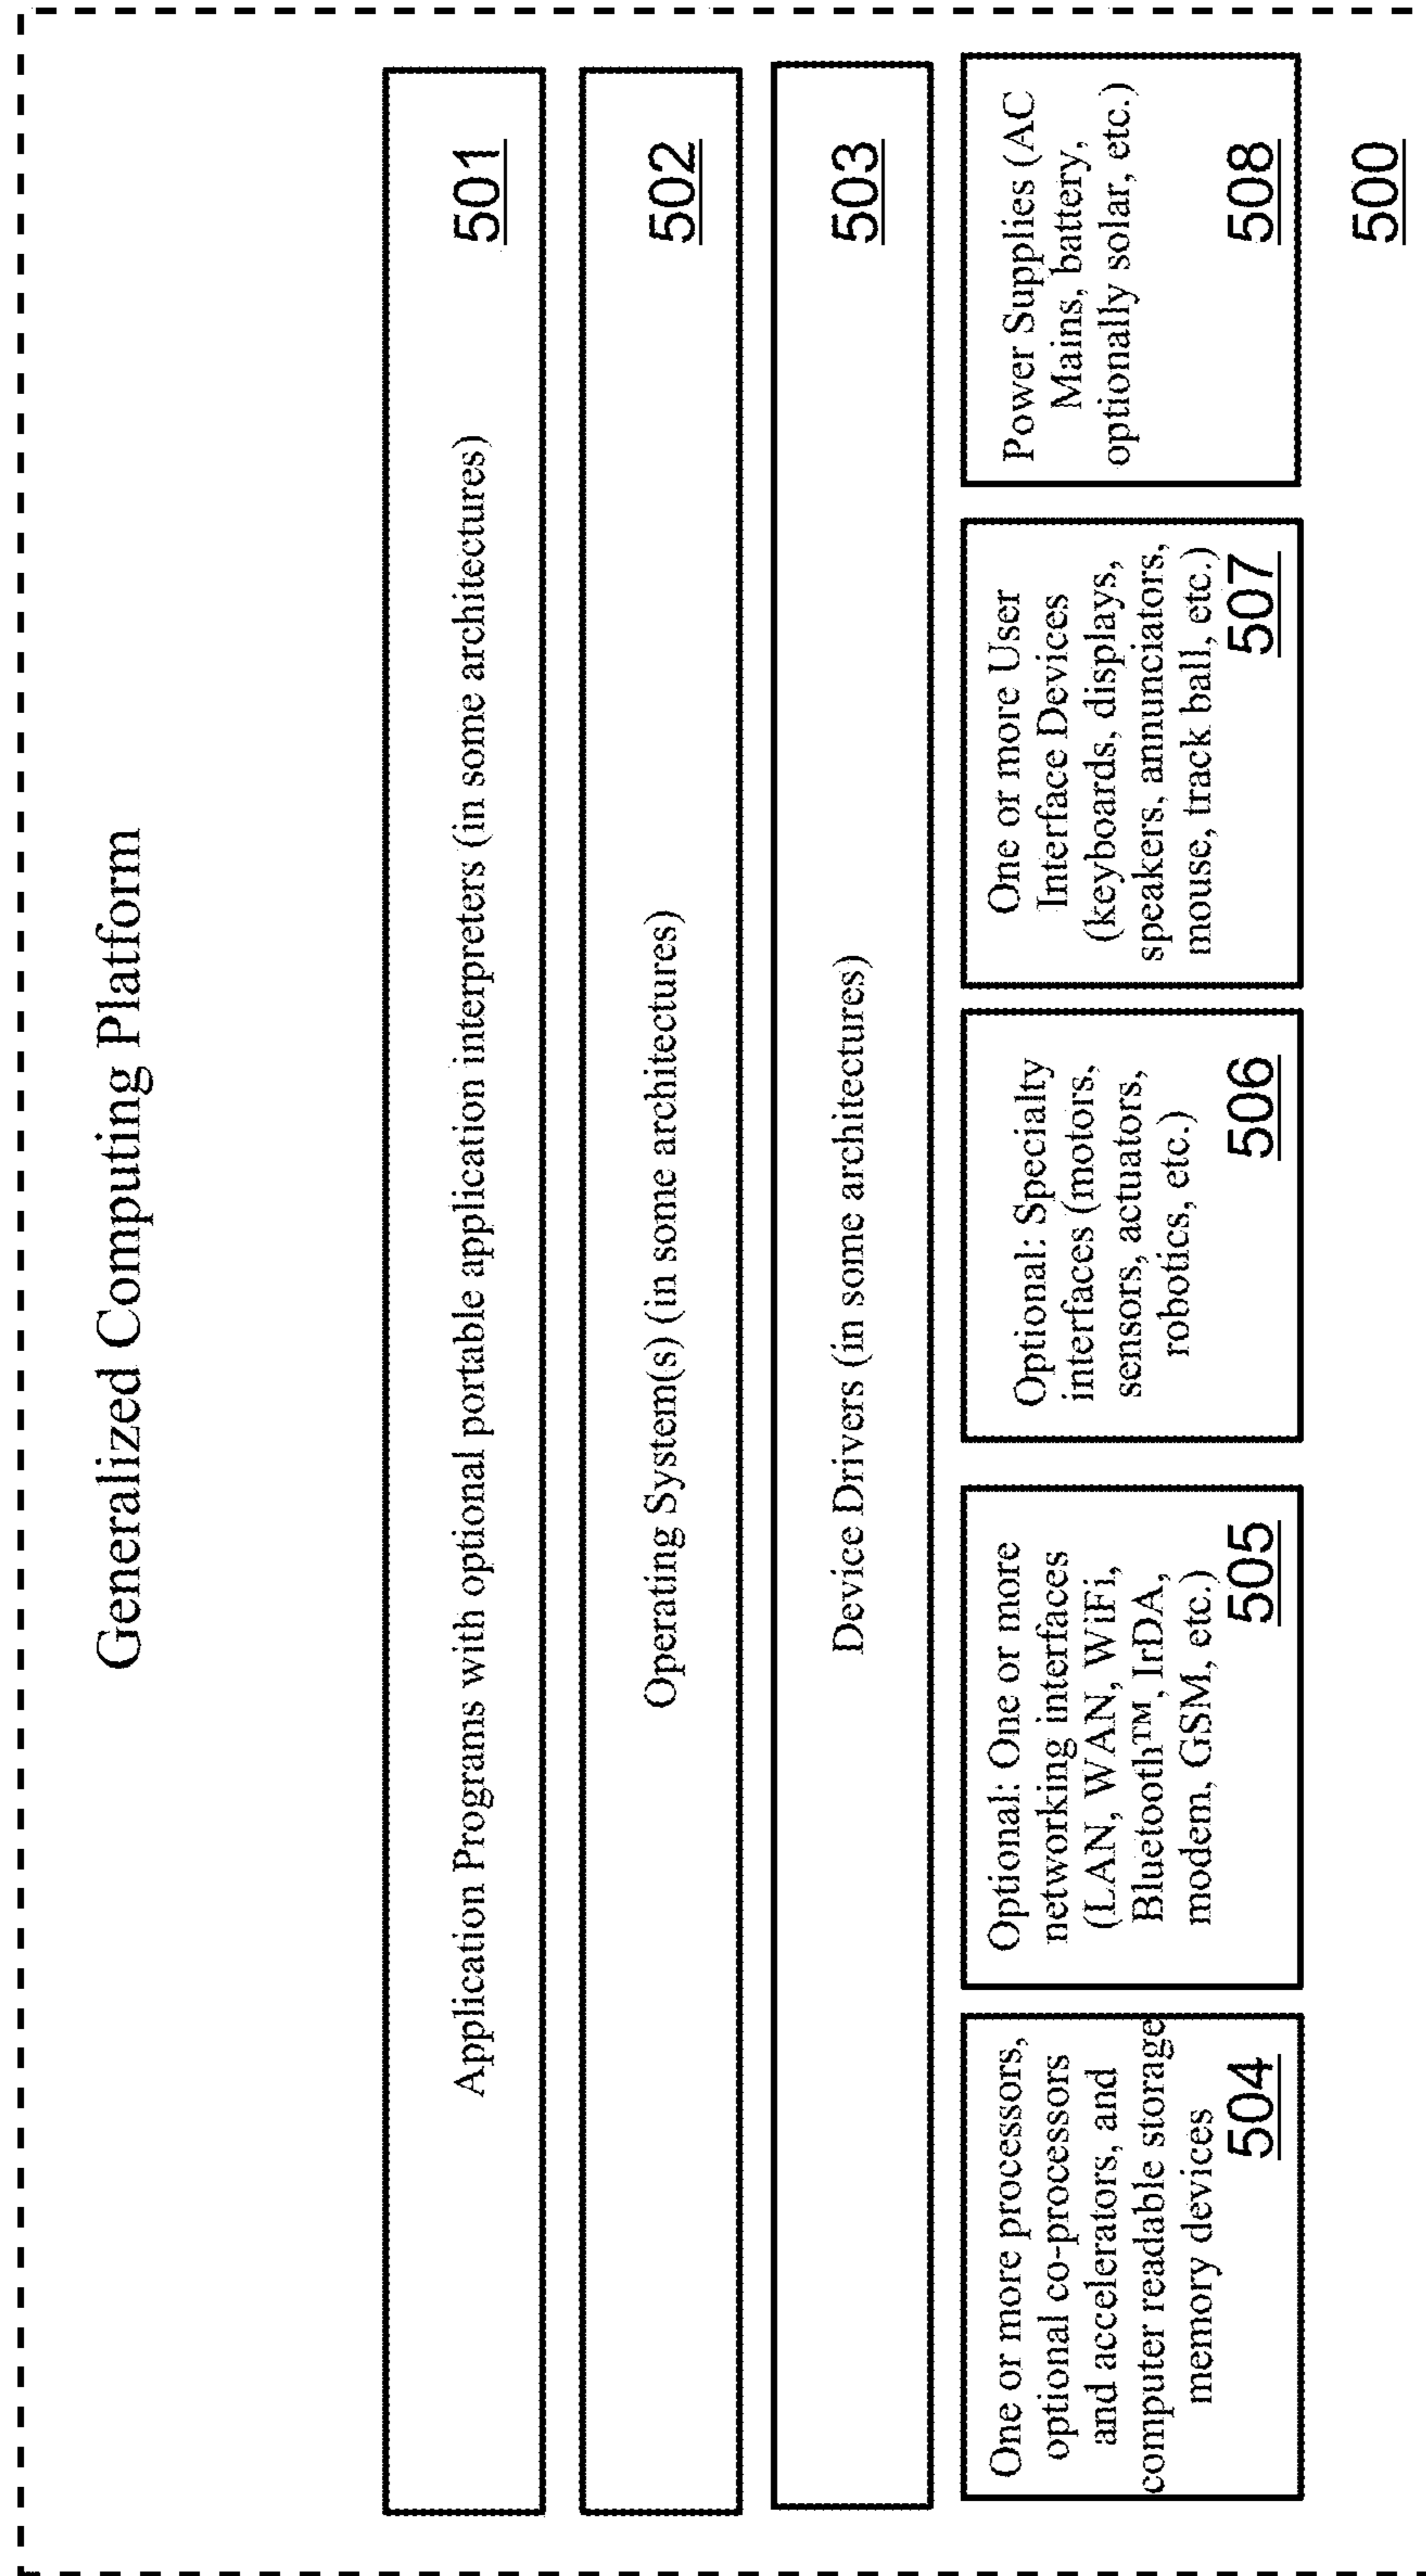 Generalized Computing Platform
Application Programs with optional portable application interpreters (in some architectures)
501
Operating System(s) (in some architectures)
502
Device Drivers (in some architectures)
503
One or more processors,
optional co-processors
and accelerators, and
computer readable storage
memory devices
504
Optional: One or more
networking interfaces
(LAN, WAN, WiFi,
Bluetooth™, IrDA,
modem, GSM, etc.)
505
Optional: Specialty
interfaces (motors,
sensors, actuators,
robotics, etc.)
506
One or more User
Interface Devices
(keyboards, displays,
speakers, annunciators,
mouse, track ball, etc.)
507
Power Supplies (AC
Mains, battery,
optionally solar, etc.)
508
500